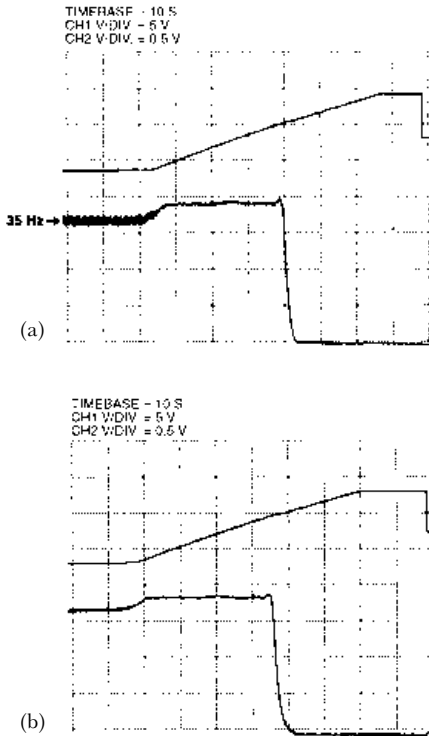 TIMEBASE = 10 S
CH1 V/DIV. = 5 V
CH2 V/DIV. = 0.5 V
35 Hz
(a)
TIMEBASE = 10 S
CH1 V/DIV = 5 V
CH2 V/DIV. = 0.5 V
(b)